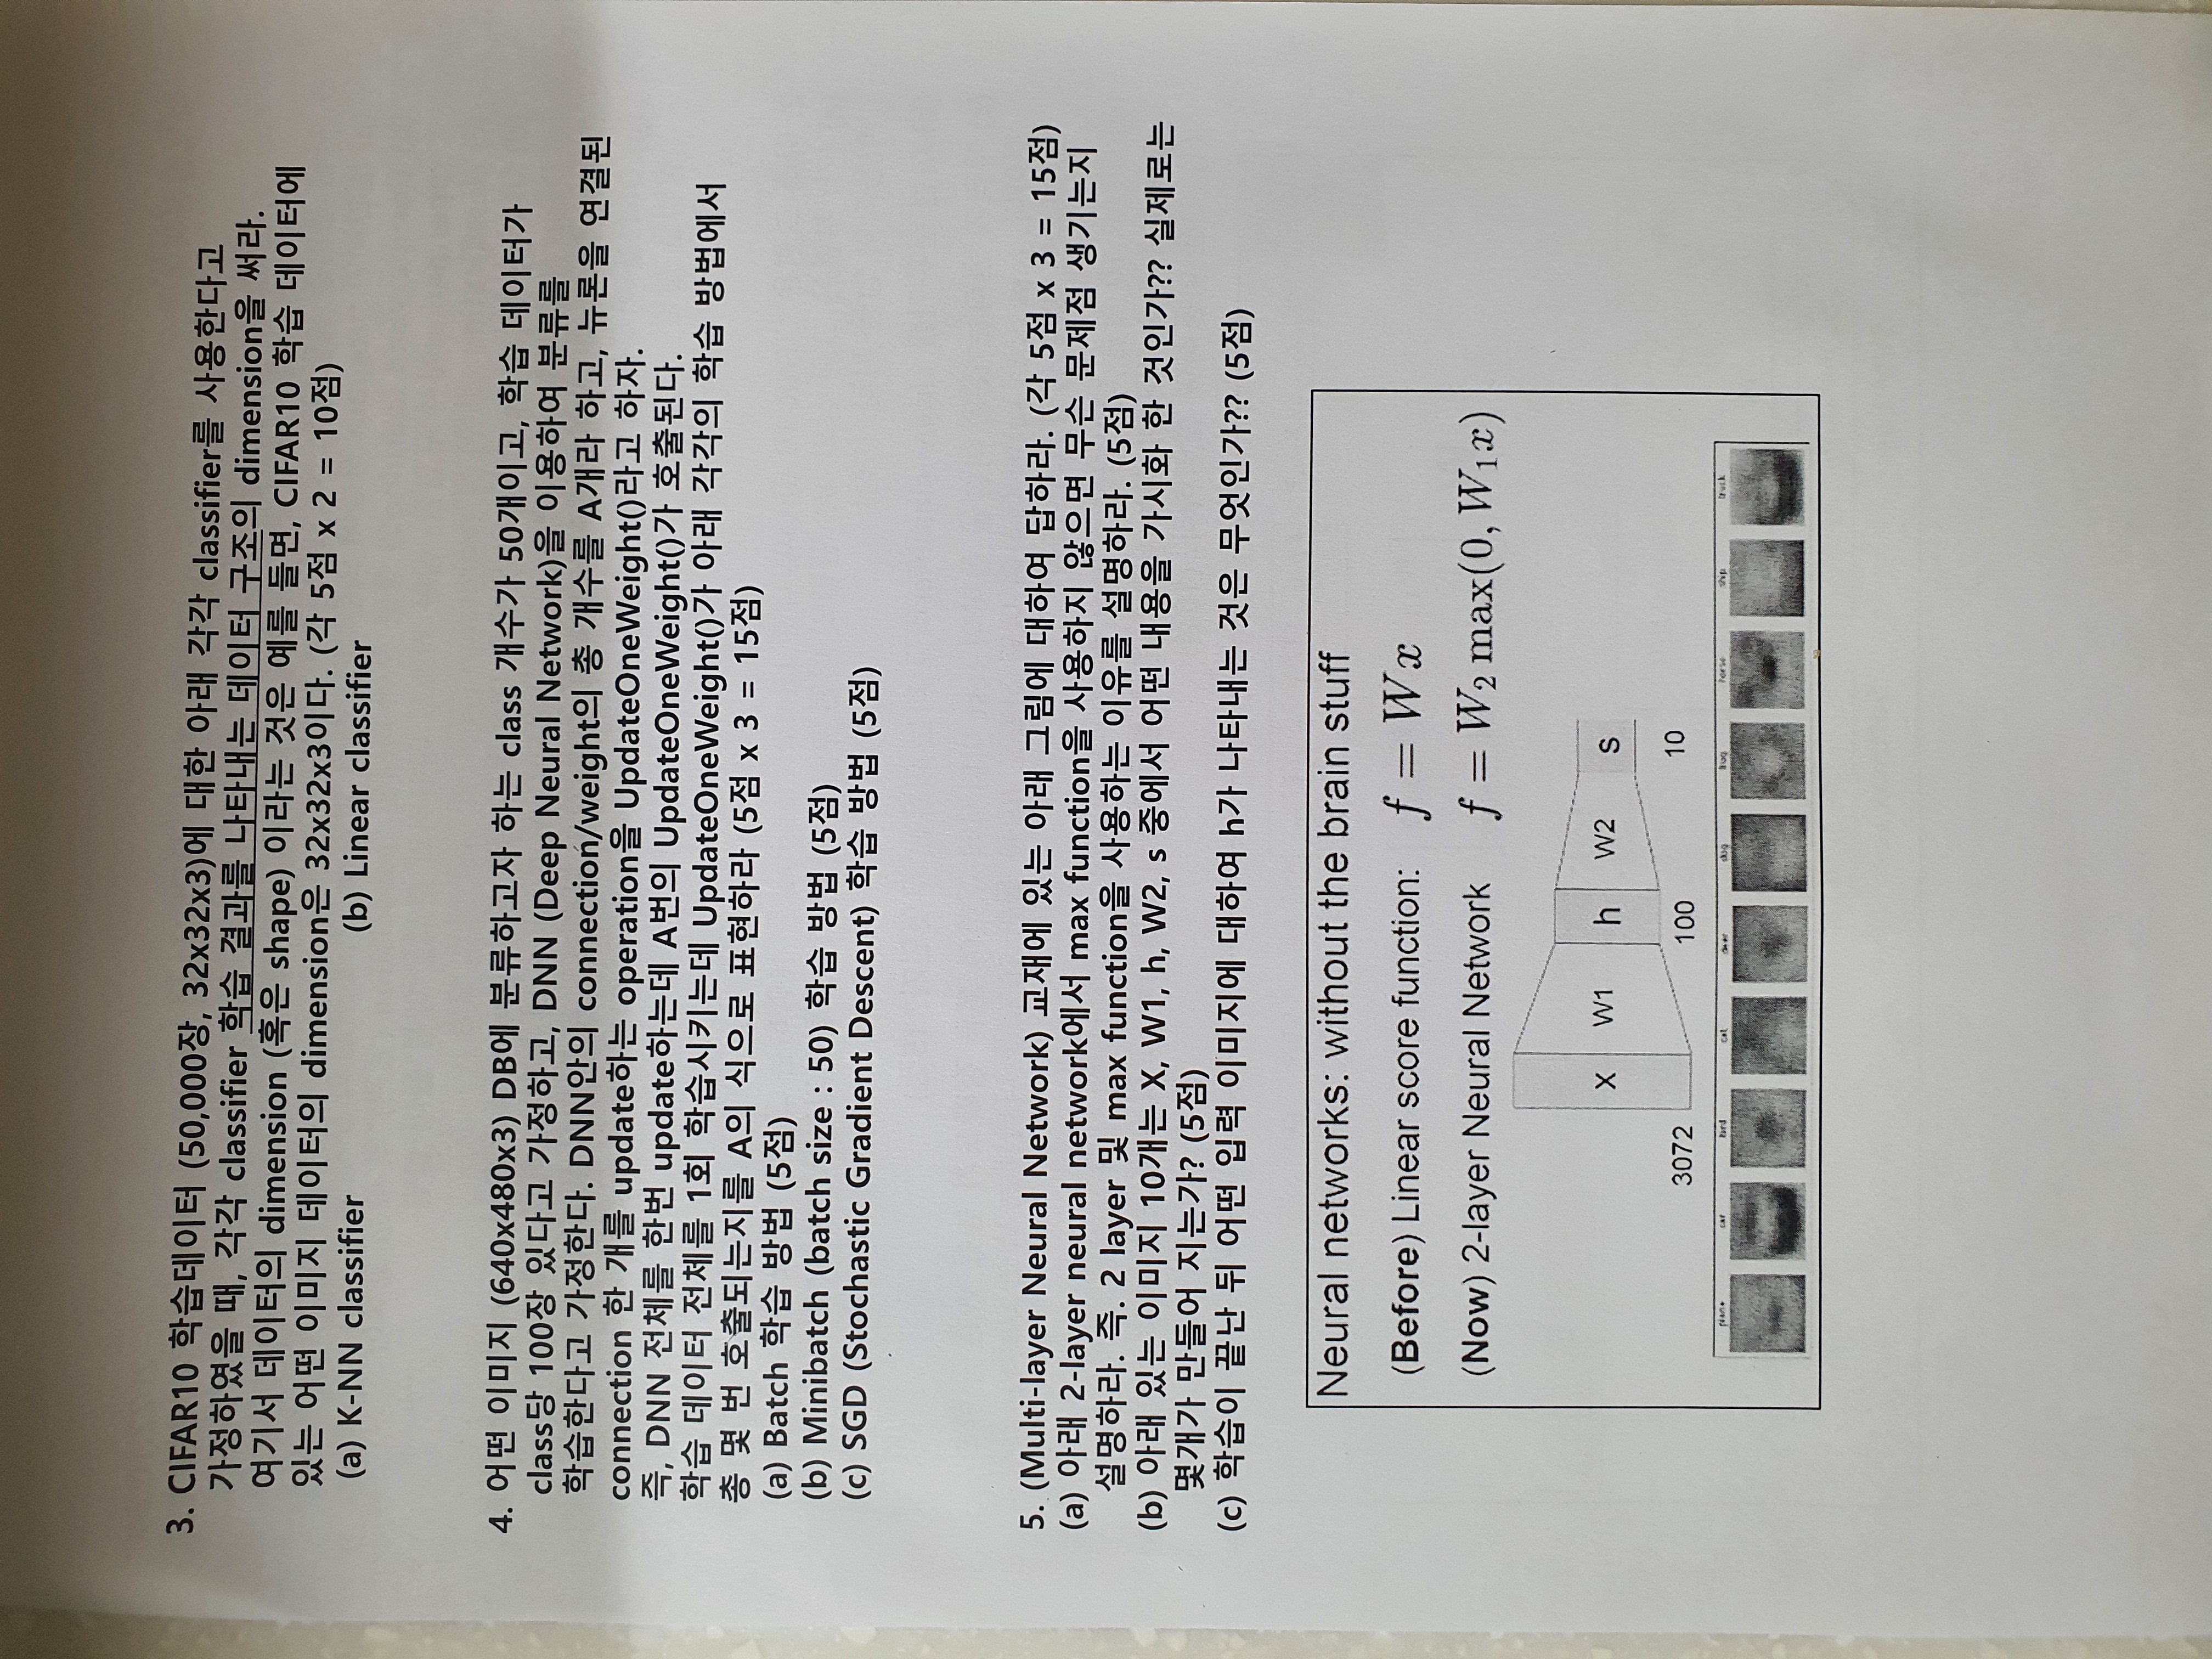 3. CIFAR10 학습데이터 (50,000장, 32x32x3)에 대한 아래 각각 classifier를 사용한다고
가정하였을 때, 각각 classifier 학습 결과를 나타내는 데이터 구조의 dimension을 써라.
여기서 데이터의 dimension (혹은 shape) 이라는 것은 예를 들면, CIFAR10 학습 데이터에
있는 어떤 이미지 데이터의 dimension은 32x32x3이다. (각 5점 x 2 = 10점)
(a) K-NN classifier (b) Linear classifier
4. 어떤 이미지 (640x480x3) DB에 분류하고자 하는 class 개수가 50개이고, 학습 데이터가
class당 100장 있다고 가정하고, DNN (Deep Neural Network)을 이용하여 분류를
학습한다고 가정한다. DNN안의 connection/weight의 총 개수를 A개라 하고, 뉴론을 연결된
connection 한 개를 update하는 operation을 UpdateOneWeight()라고 하자.
즉, DNN 전체를 한번 update하는데 A번의 UpdateOneWeight()가 호출된다.
학습 데이터 전체를 1회 학습시키는데 UpdateOneWeight()가 아래 각각의 학습 방법에서
총 몇 번 호출되는지를 A의 식으로 표현하라 (5점 x 3 = 15점)
(a) Batch 학습 방법 (5점)
(b) Minibatch (batch size : 50) 학습 방법 (5점)
(c) SGD (Stochastic Gradient Descent) 학습 방법 (5점)
5. (Multi-layer Neural Network) 교재에 있는 아래 그림에 대하여 답하라. (각 5점 x 3 = 15점)
(a) 아래 2-layer neural network에서 max function을 사용하지 않으면 무슨 문제점 생기는지
설명하라. 즉. 2 layer 및 max function을 사용하는 이유를 설명하라. (5점)
(b) 아래 있는 이미지 10개는 X, W1, h, W2, s 중에서 어떤 내용을 가시화 한 것인가?? 실제로는
몇개가 만들어 지는가? (5점)
(c) 학습이 끝난 뒤 어떤 입력 이미지에 대하여 h가 나타내는 것은 무엇인가?? (5점)
Neural networks: without the brain stuff
(Before) Linear score function: f = Wx
(Now) 2-layer Neural Network f = W₂ max(0, W₁x)
x W1 h W2 s
3072 100 10
plane car bird cat deer dog frog horse ship truck